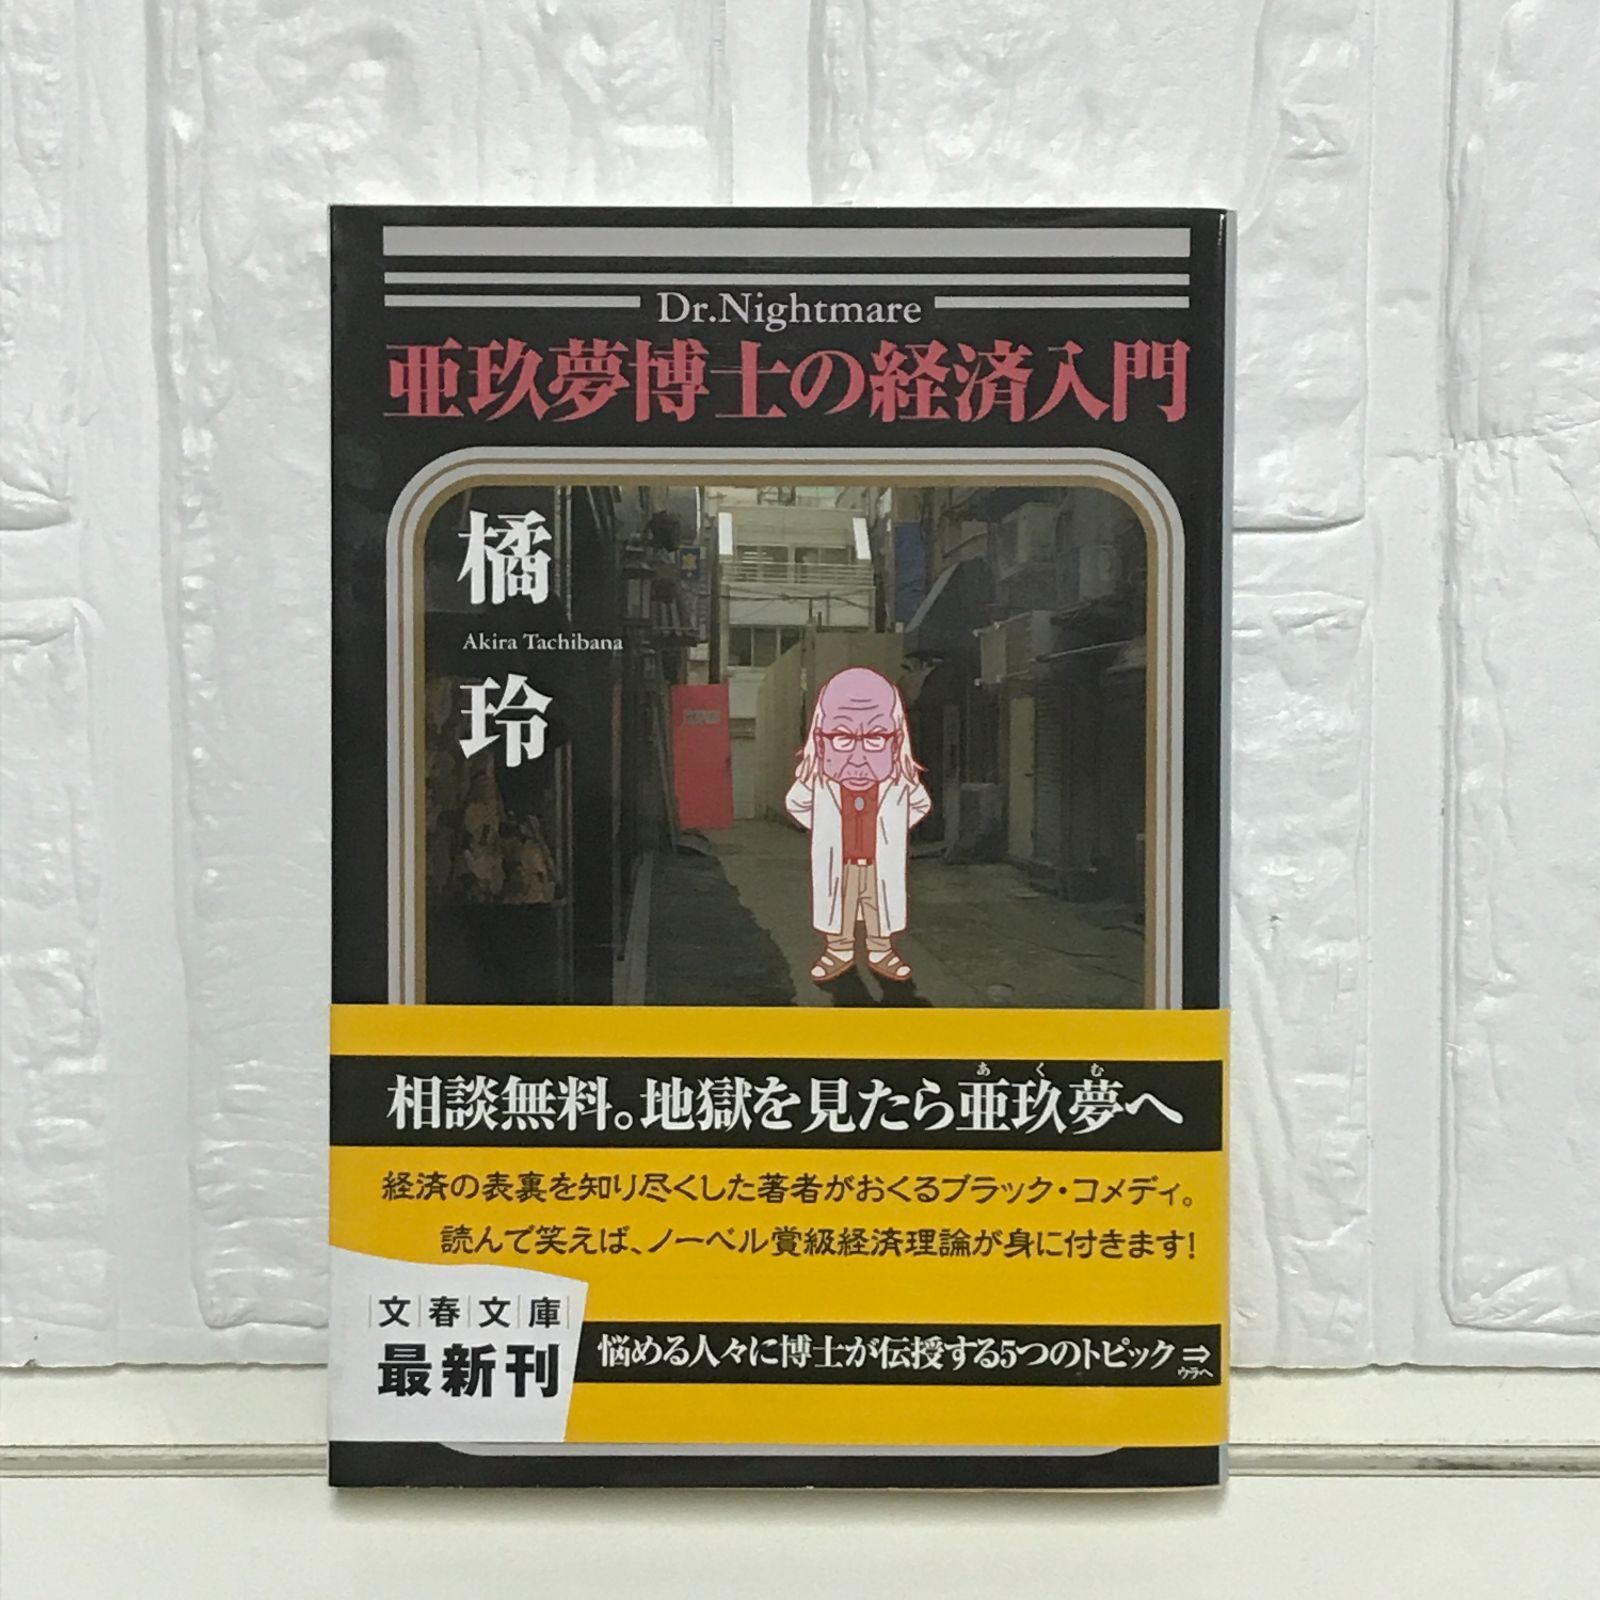 Dr.Nightmare
亜玖夢博士の経済入門
橘
Akira Tachibana
玲
あくむ
相談無料。地獄を見たら亜玖夢へ
経済の表裏を知り尽くした著者がおくるブラック・コメディ。
読んで笑えば、ノーベル賞級経済理論が身に付きます!
文春文庫
最新刊
悩める人々に博士が伝授する5つのトピック⇒
ウラへ